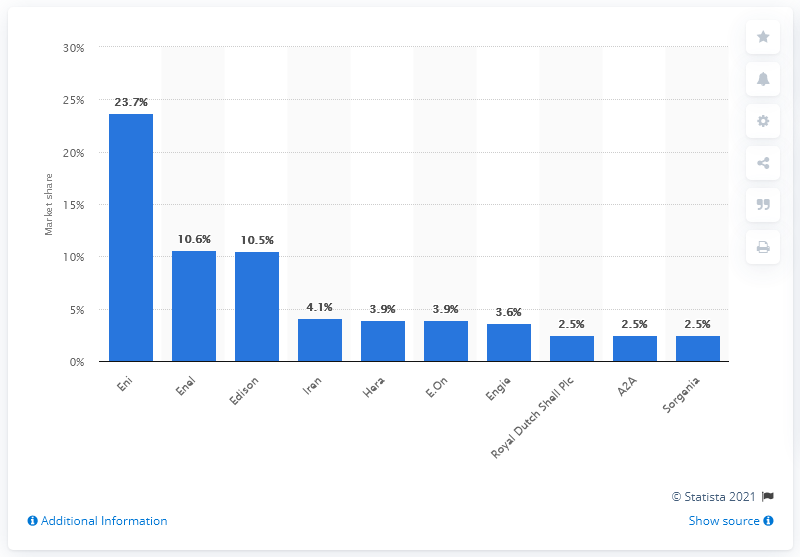 30%
25%
20%
15%
10%
5%
0%
Market share
23.7%
10.6%
10.5%
4.1%
3.9%
3.9%
3.6%
2.5%
2.5%
2.5%
Eni
Enel
Edison
Iren
Hera
E.On
Engie
Royal Dutch Shell Plc
A2A
Sorgenia
© Statista 2021
Additional Information
Show source